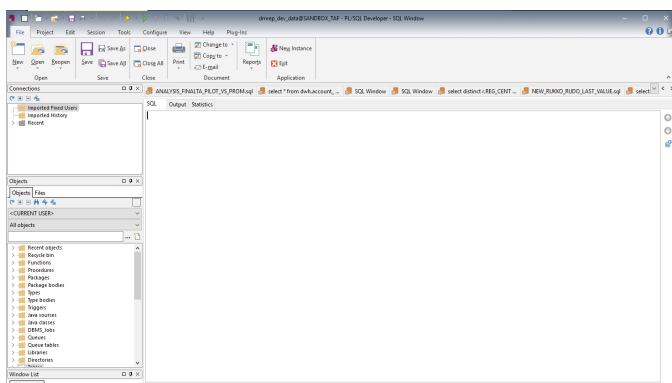 drvrep_dev_data@SANDBOX_TAF - PL/SQL Developer - SQL Window
File Project Edit Session Tools Configure View Help Plug-Ins
New Open Reopen Save Save As Save All Close Close All Print Change to Copy to E-mail Reports New Instance Exit
Open Save Close Document Application
Connections
ANALYSIS_FINALTA_PILOT_VS_PROM.sql select * from dwh.account_ ... SQL Window SQL Window select distinct r.REG_CENT ... NEW_RUKKO_RUDO_LAST_VALUE.sql select
SQL Output Statistics
Imported Fixed Users
Imported History
Recent
Objects
Objects Files
<CURRENT USER>
All objects
Recent objects
Recycle bin
Functions
Procedures
Packages
Package bodies
Types
Type bodies
Triggers
Java sources
Java classes
DBMS_Jobs
Queues
Queue tables
Libraries
Directories
Window List